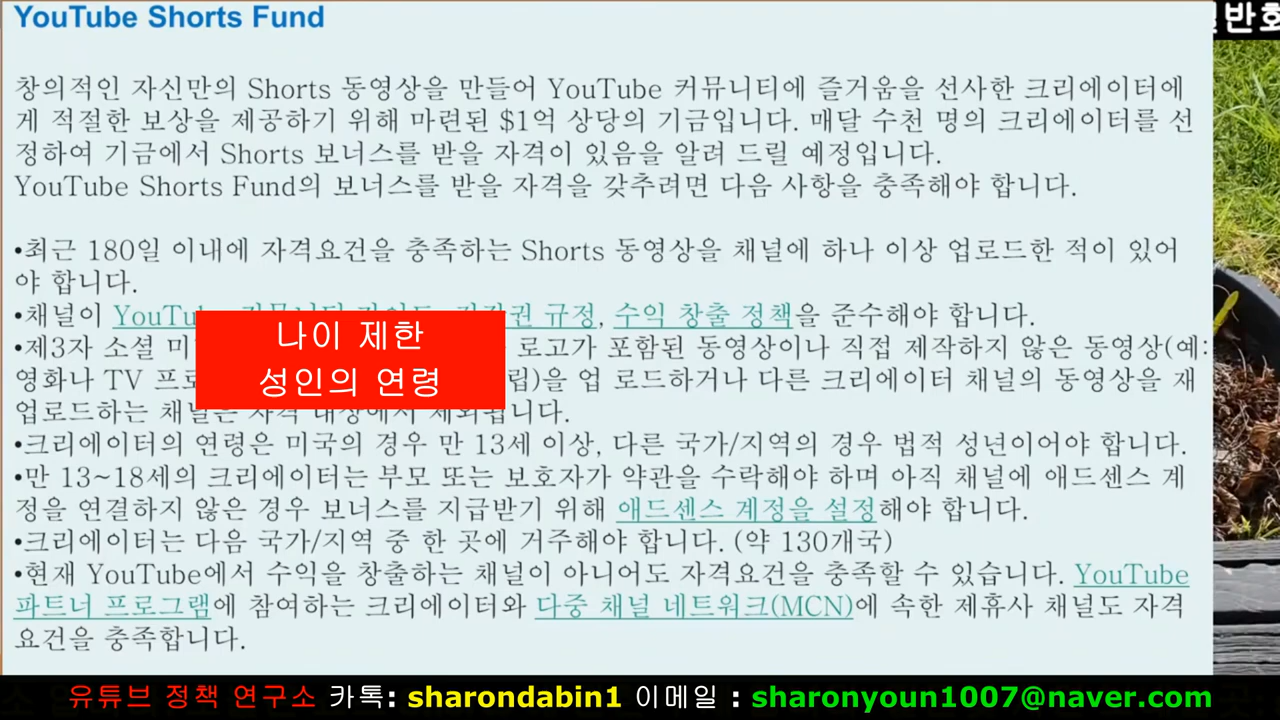 YouTube Shorts Fund
창의적인 자신만의 Shorts 동영상을 만들어 YouTube 커뮤니티에 즐거움을 선사한 크리에이터에
게 적절한 보상을 제공하기 위해 마련된 $1억 상당의 기금입니다. 매달 수천 명의 크리에이터를 선
정하여 기금에서 Shorts 보너스를 받을 자격이 있음을 알려 드릴 예정입니다.
YouTube Shorts Fund의 보너스를 받을 자격을 갖추려면 다음 사항을 충족해야 합니다.
•최근 180일 이내에 자격요건을 충족하는 Shorts 동영상을 채널에 하나 이상 업로드한 적이 있어
야 합니다.
•채널이 규정, 수익 창출 정책을 준수해야 합니다.
•제3자 소셜 로고가 포함된 동영상이나 직접 제작하지 않은 동영상(예:
영화나 TV 을 업 로드하거나 다른 크리에이터 채널의 동영상을 재
업로드하는 채널은 자격 대상에서 제외됩니다.
나이 제한
성인의 연령
•크리에이터의 연령은 미국의 경우 만 13세 이상, 다른 국가/지역의 경우 법적 성년이어야 합니다.
•만 13~18세의 크리에이터는 부모 또는 보호자가 약관을 수락해야 하며 아직 채널에 애드센스 계
정을 연결하지 않은 경우 보너스를 지급받기 위해 애드센스 계정을 설정해야 합니다.
•크리에이터는 다음 국가/지역 중 한 곳에 거주해야 합니다. (약 130개국)
•현재 YouTube에서 수익을 창출하는 채널이 아니어도 자격요건을 충족할 수 있습니다. YouTube
파트너 프로그램에 참여하는 크리에이터와 다중 채널 네트워크(MCN)에 속한 제휴사 채널도 자격
요건을 충족합니다.
유튜브 정책 연구소 카톡: sharondabin1 이메일 : sharonyoun1007@naver.com